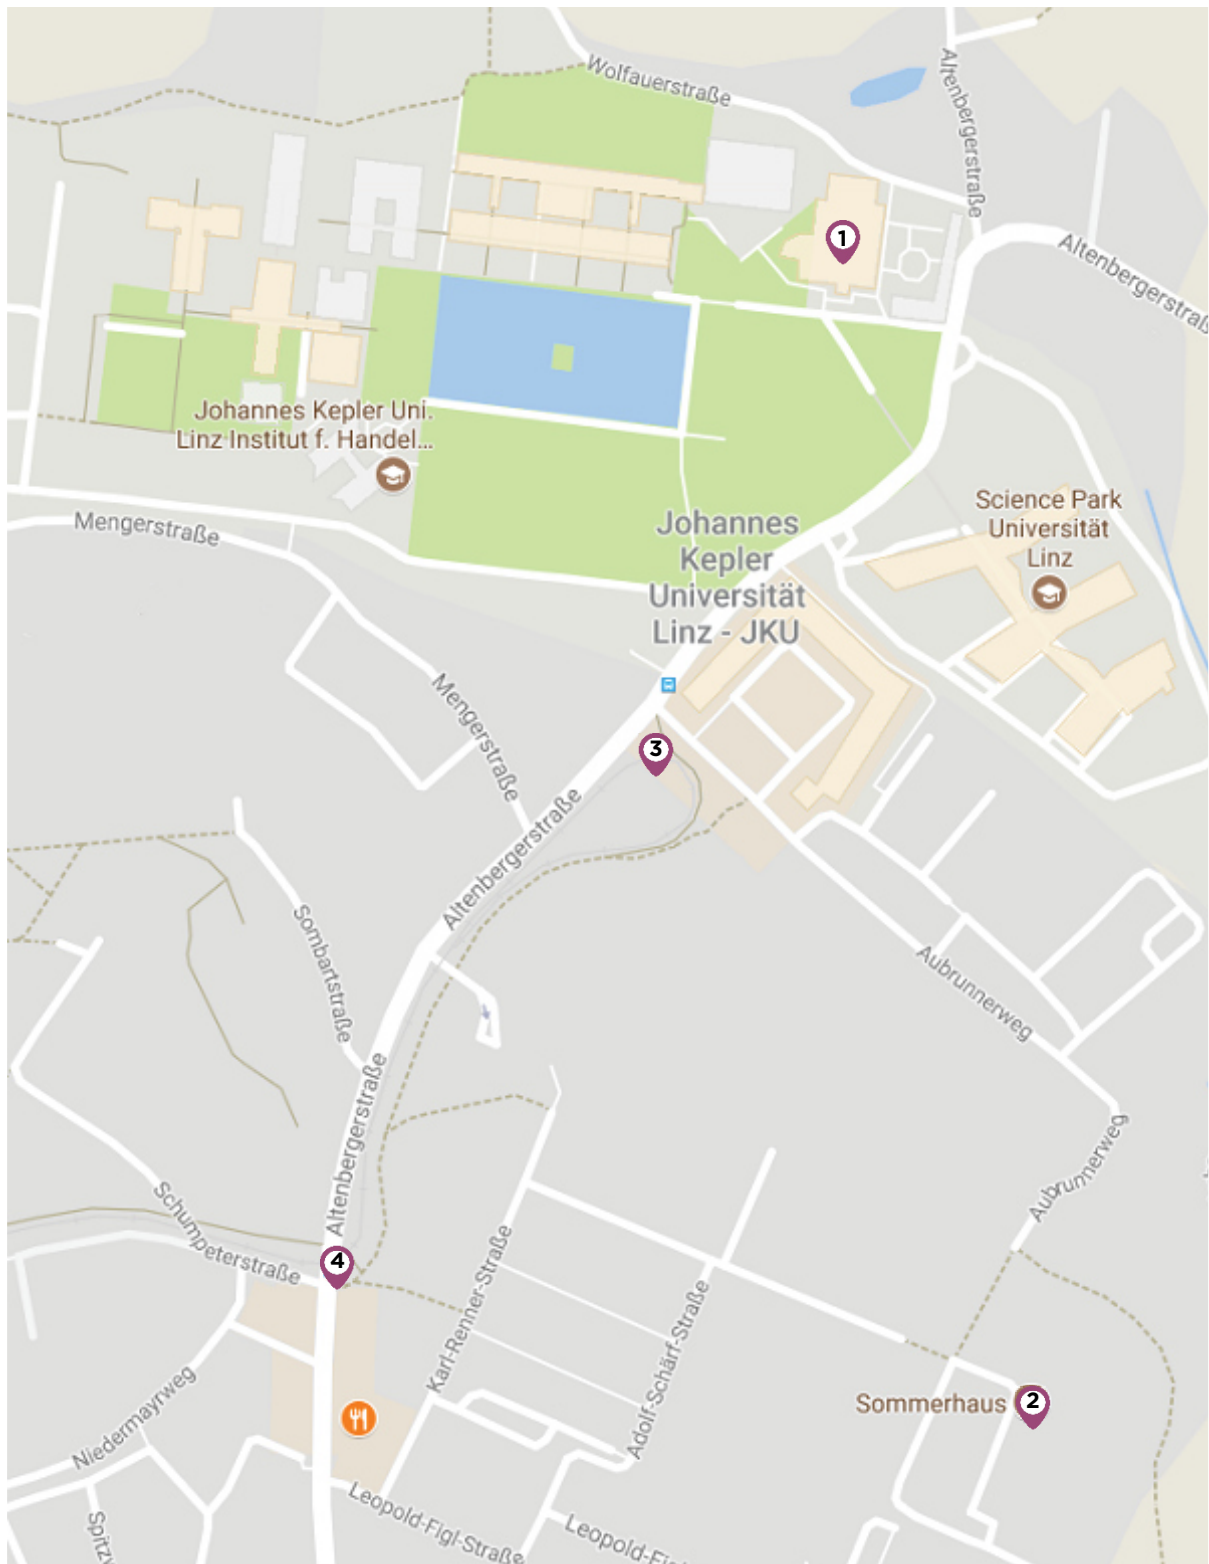 Wolfauerstraße
Altenbergerstraße
1
Altenbergerstraß
Johannes Kepler Uni.
Linz Institut f. Handel...
Mengerstraße
Science Park
Universität
Linz
Johannes
Kepler
Universität
Linz - JKU
Mengerstraße
3
Altenbergerstraße
Sombartstraße
Aubrunnerweg
Altenbergerstraße
Aubrunnerweg
Schumpeterstraße
4
Karl-Renner-Straße
Adolf-Schärf-Straße
Sommerhaus
2
Niedermayrweg
Leopold-Figl-Straße
Leopold-Fi
Spitz